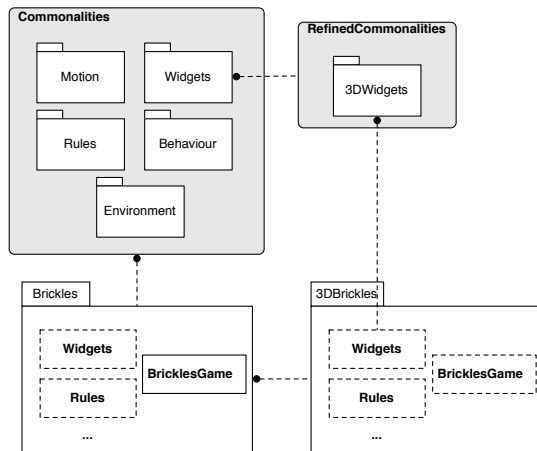 Commonalities
Motion
Widgets
Rules
Behaviour
Environment
RefinedCommonalities
3DWidgets
Brickles
Widgets
BricklesGame
Rules
...
3DBrickles
Widgets
BricklesGame
Rules
...